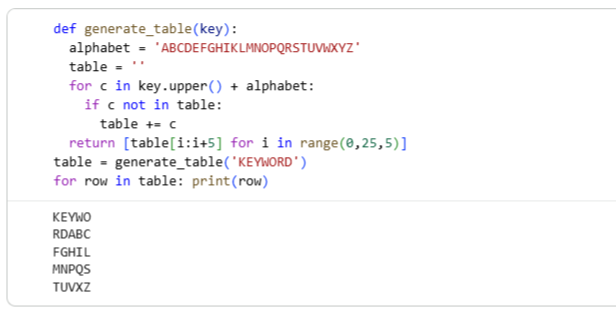 def generate_table(key):
  alphabet = 'ABCDEFGHIKLMNOPQRSTUVWXYZ'
  table = ''
  for c in key.upper() + alphabet:
    if c not in table:
      table += c
  return [table[i:i+5] for i in range(0,25,5)]
table = generate_table('KEYWORD')
for row in table: print(row)
KEYWO
RDABC
FGHIL
MNPQS
TUVXZ